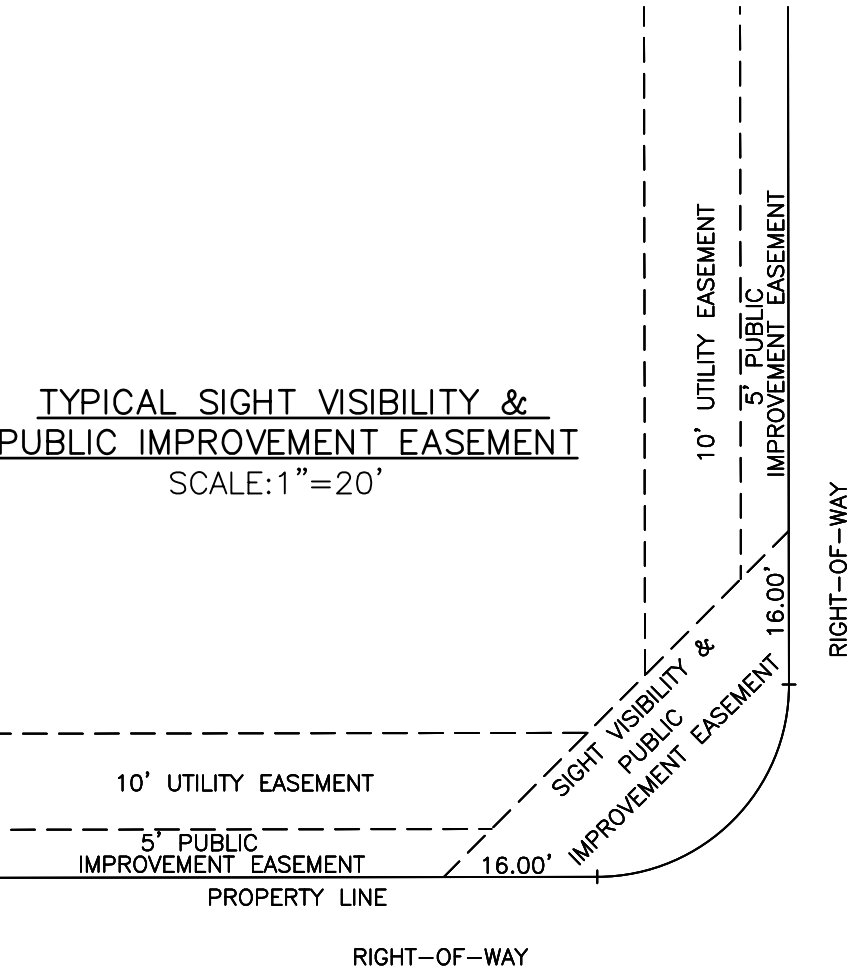 TYPICAL SIGHT VISIBILITY &
PUBLIC IMPROVEMENT EASEMENT
SCALE:1"=20'
10' UTILITY EASEMENT
5' PUBLIC
IMPROVEMENT EASEMENT
RIGHT-OF-WAY
16.00'
SIGHT VISIBILITY &
PUBLIC
IMPROVEMENT EASEMENT
10' UTILITY EASEMENT
5' PUBLIC
IMPROVEMENT EASEMENT
16.00'
PROPERTY LINE
RIGHT-OF-WAY